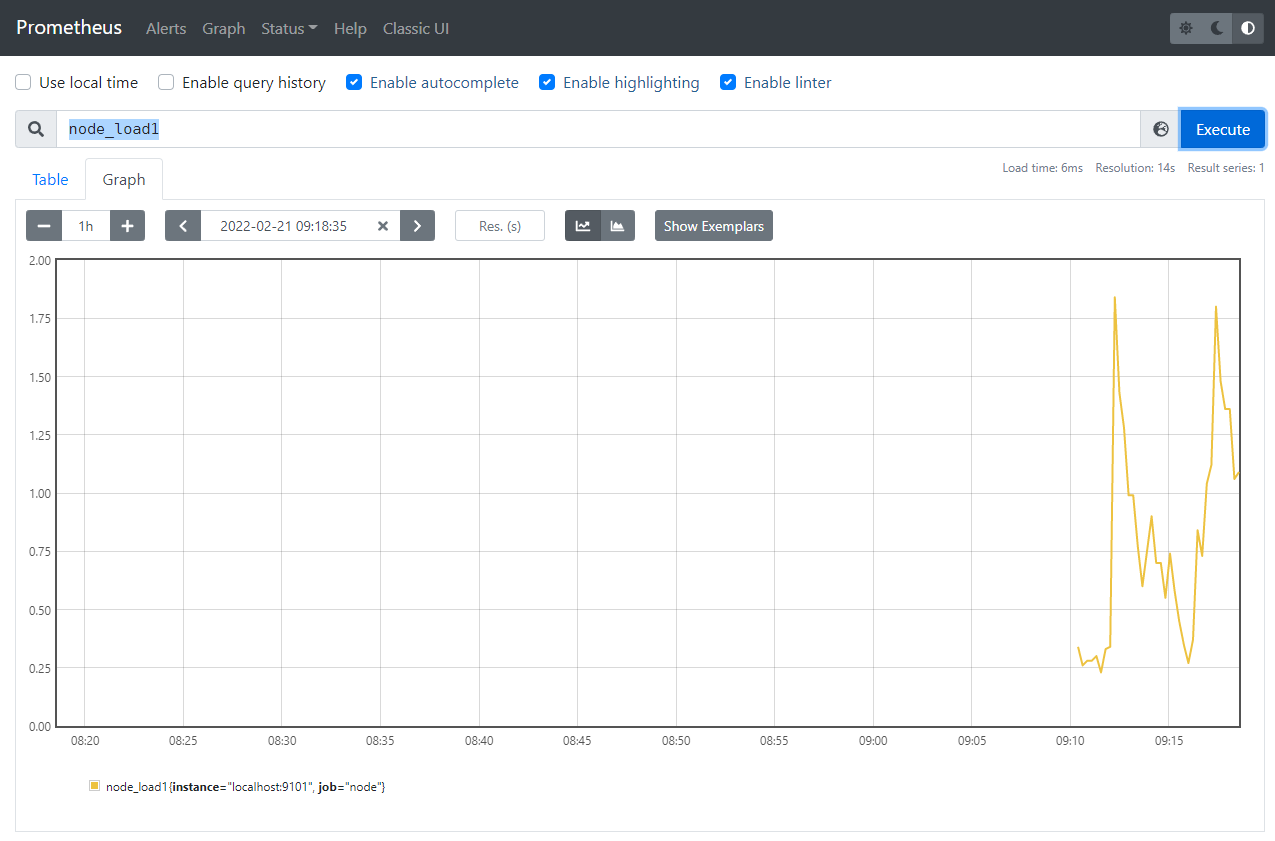 Prometheus Alerts Graph Status Help Classic UI
Use local time Enable query history Enable autocomplete Enable highlighting Enable linter
node_load1 Execute
Load time: 6ms Resolution: 14s Result series: 1
Table Graph
1h 2022-02-21 09:18:35 Res. (s) Show Exemplars
2.00
1.75
1.50
1.25
1.00
0.75
0.50
0.25
0.00
08:20 08:25 08:30 08:35 08:40 08:45 08:50 08:55 09:00 09:05 09:10 09:15
node_load1{instance="localhost:9101", job="node"}